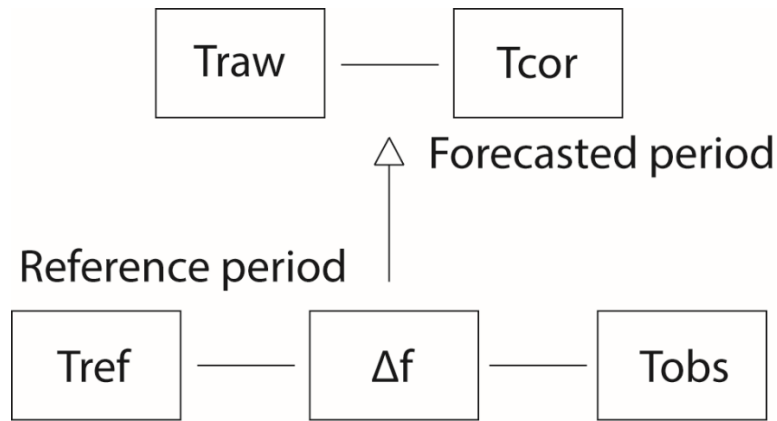 Traw
Tcor
Forecasted period
Reference period
Tref
Δf
Tobs